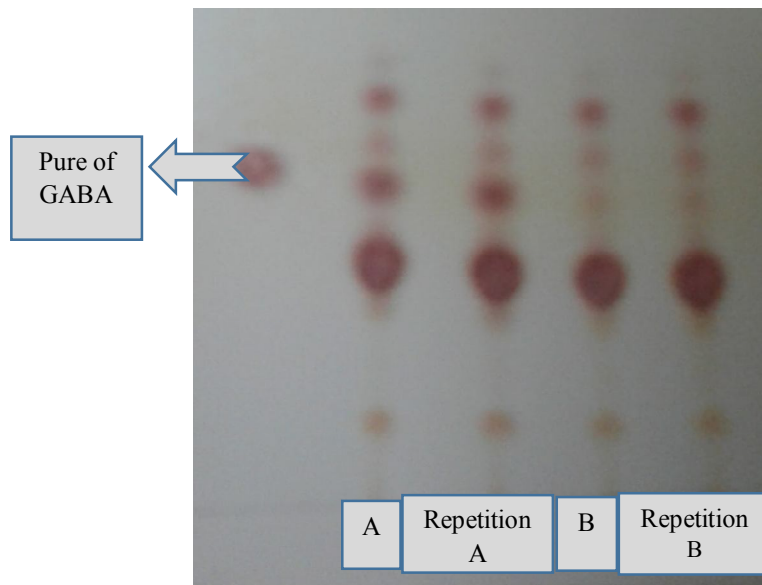 Pure of
GABA
A
Repetition
A
B
Repetition
B